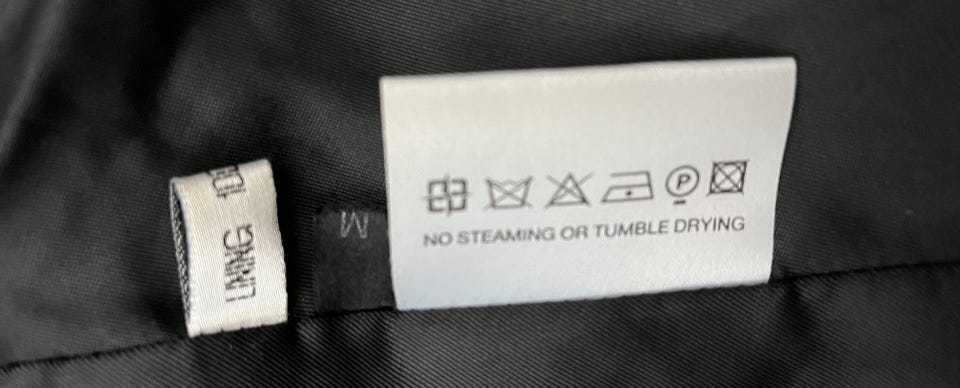 LINING
M
P
NO STEAMING OR TUMBLE DRYING